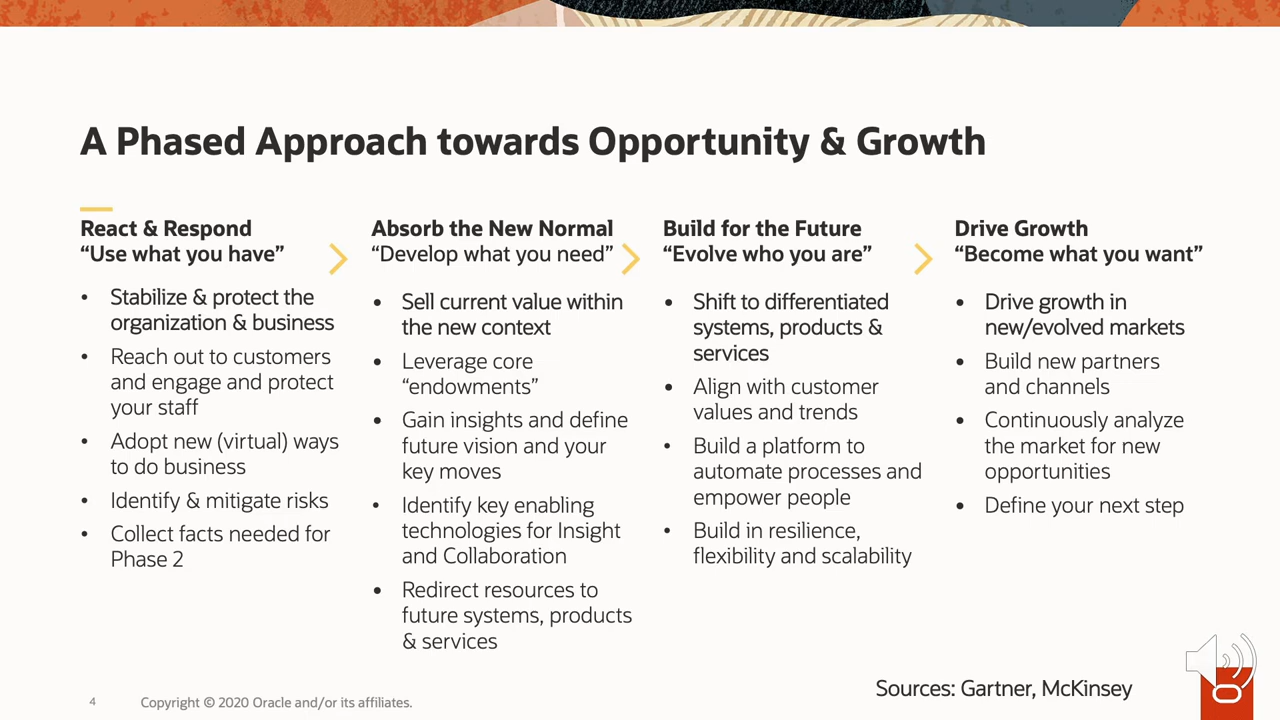 A Phased Approach towards Opportunity & Growth
React & Respond
“Use what you have”
• Stabilize & protect the
organization & business
• Reach out to customers
and engage and protect
your staff
• Adopt new (virtual) ways
to do business
• Identify & mitigate risks
• Collect facts needed for
Phase 2
Absorb the New Normal
“Develop what you need”
• Sell current value within
the new context
• Leverage core
“endowments”
• Gain insights and define
future vision and your
key moves
• Identify key enabling
technologies for Insight
and Collaboration
• Redirect resources to
future systems, products
& services
Build for the Future
“Evolve who you are”
• Shift to differentiated
systems, products &
services
• Align with customer
values and trends
• Build a platform to
automate processes and
empower people
• Build in resilience,
flexibility and scalability
Drive Growth
“Become what you want”
• Drive growth in
new/evolved markets
• Build new partners
and channels
• Continuously analyze
the market for new
opportunities
• Define your next step
Sources: Gartner, McKinsey
4 Copyright © 2020 Oracle and/or its affiliates.